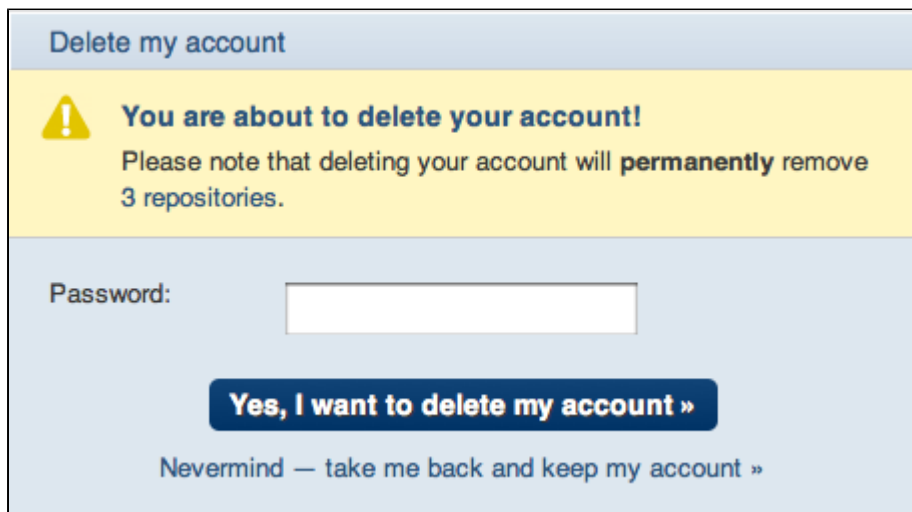 Delete my account
You are about to delete your account!
Please note that deleting your account will permanently remove
3 repositories.
Password:
Yes, I want to delete my account »
Nevermind — take me back and keep my account »